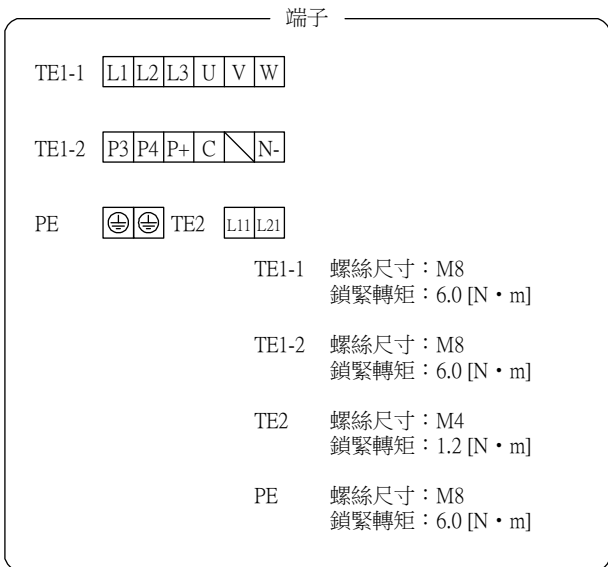 端子
TE1-1 L1 L2 L3 U V W
TE1-2 P3 P4 P+ C N-
PE TE2 L11 L21
TE1-1 螺絲尺寸：M8
鎖緊轉矩：6.0 [N・m]
TE1-2 螺絲尺寸：M8
鎖緊轉矩：6.0 [N・m]
TE2 螺絲尺寸：M4
鎖緊轉矩：1.2 [N・m]
PE 螺絲尺寸：M8
鎖緊轉矩：6.0 [N・m]